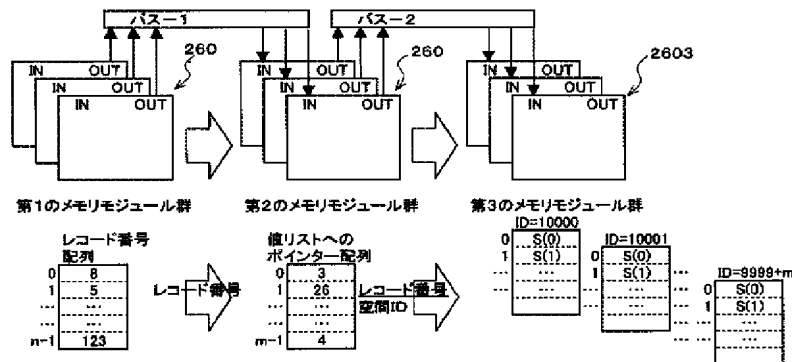 バスー1
バスー2
IN OUT 260
IN OUT
IN OUT
IN OUT 260
IN OUT
IN OUT
IN OUT 2603
IN OUT
IN OUT
第1のメモリモジュール群
第2のメモリモジュール群
第3のメモリモジュール群
レコード番号
配列
0 8
1 5
… …
… …
n-1 123
レコード番号
値リストへの
ポインター配列
0 3
1 26
… …
… …
m-1 4
レコード番号
空間ID
ID=10000
0 S(0)
1 S(1)
… …
… …
ID=10001
0 S(0)
1 S(1)
… …
… …
ID=9999+m
… 0 S(0)
… 1 S(1)
… … …
… … …